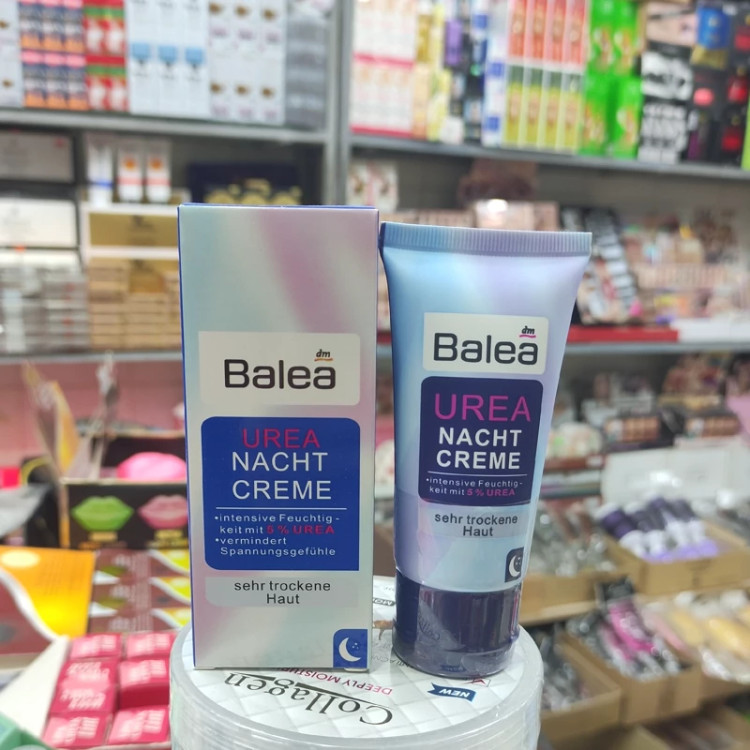 dm
Balea
UREA
NACHT
CREME
•intensive Feuchtig-
keit mit 5 % UREA
•vermindert
Spannungsgefühle
sehr trockene
Haut
dm
Balea
UREA
NACHT
CREME
•intensive Feuchtig-
keit mit 5 % UREA
sehr trockene
Haut
Collagen
DEEPLY MOISTU
NEW